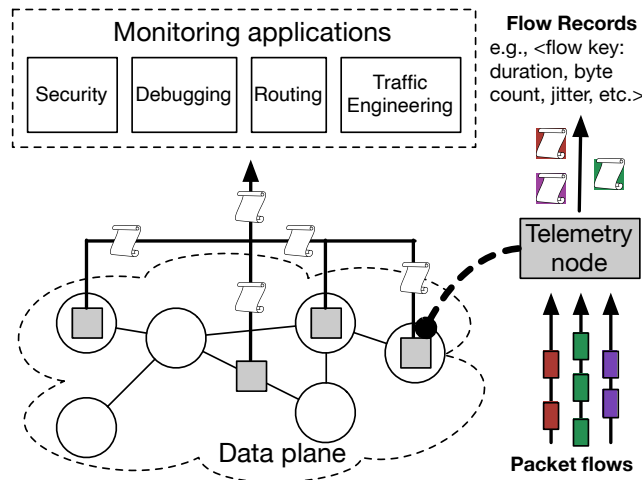 Monitoring applications
Security
Debugging
Routing
Traffic
Engineering
Flow Records
e.g., <flow key:
duration, byte
count, jitter, etc.>
Telemetry
node
Data plane
Packet flows